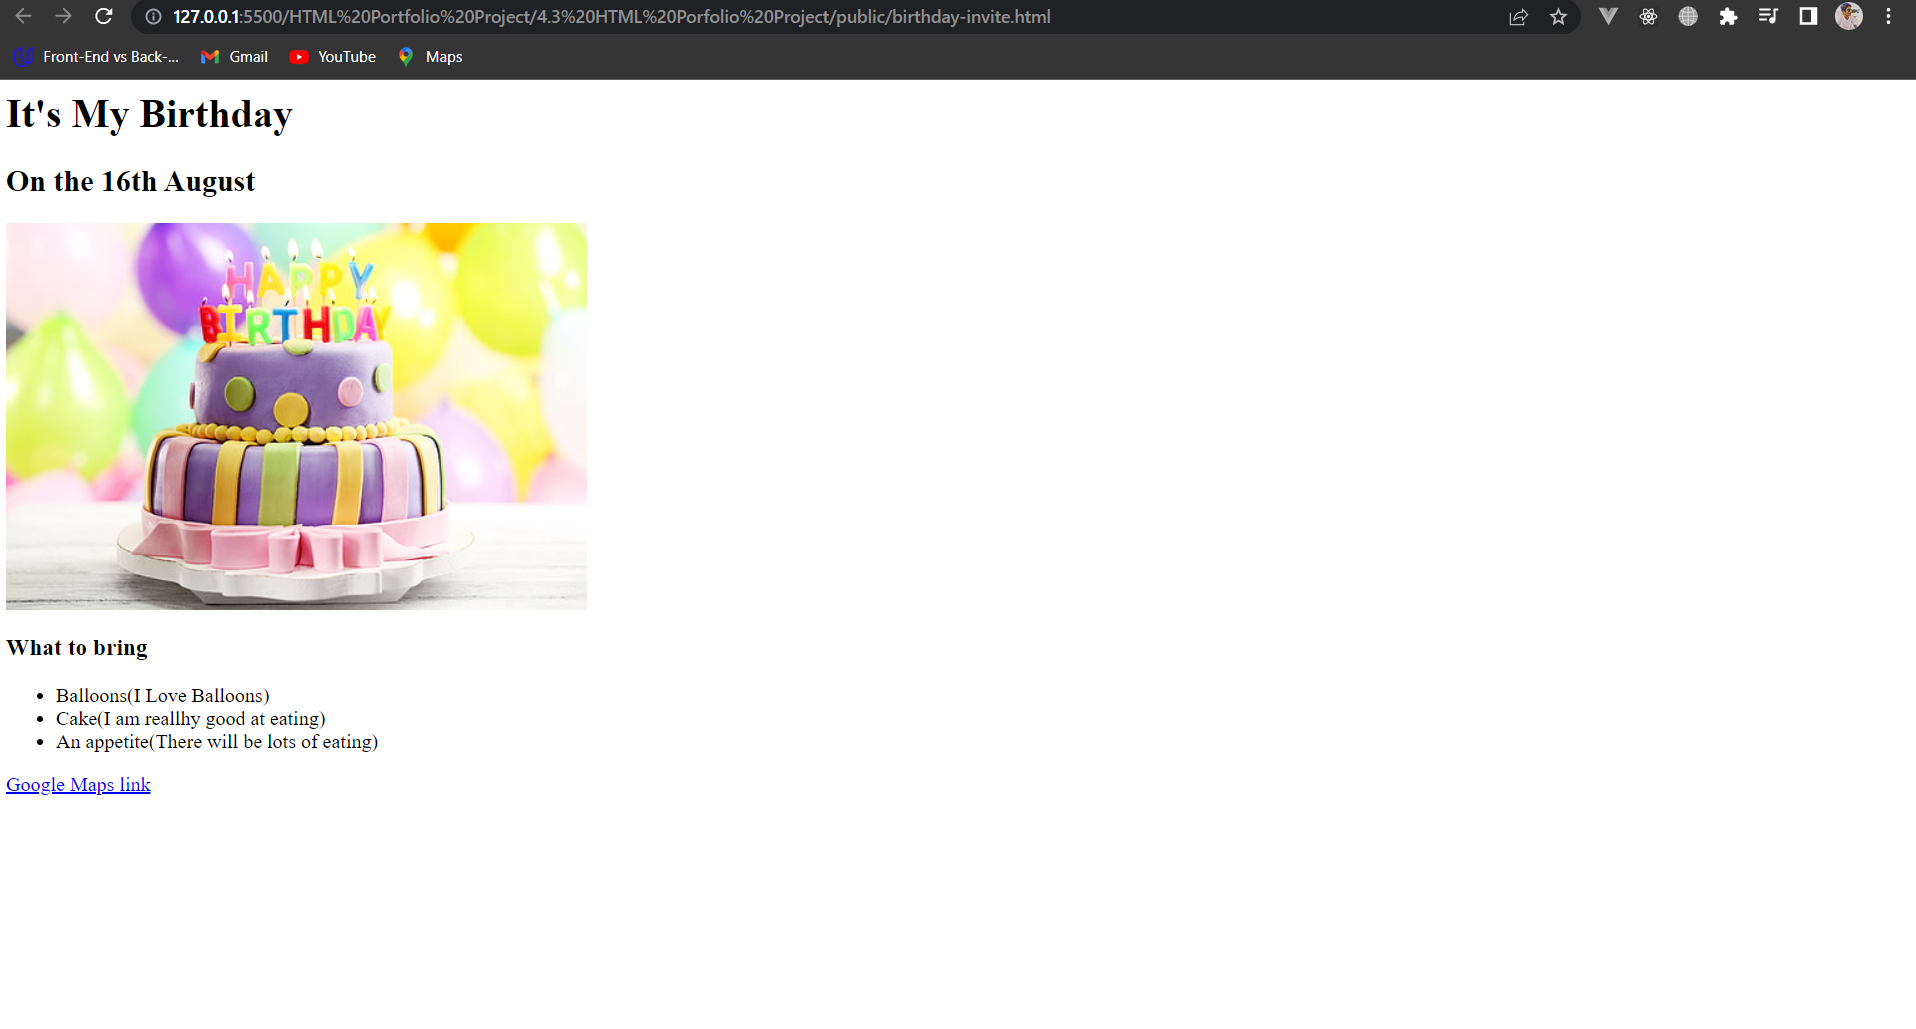 127.0.0.1:5500/HTML%20Portfolio%20Project/4.3%20HTML%20Porfolio%20Project/public/birthday-invite.html
Front-End vs Back-... Gmail YouTube Maps
It's My Birthday
On the 16th August
HAPPY
BIRTHDAY
What to bring
• Balloons(I Love Balloons)
• Cake(I am reallhy good at eating)
• An appetite(There will be lots of eating)
Google Maps link